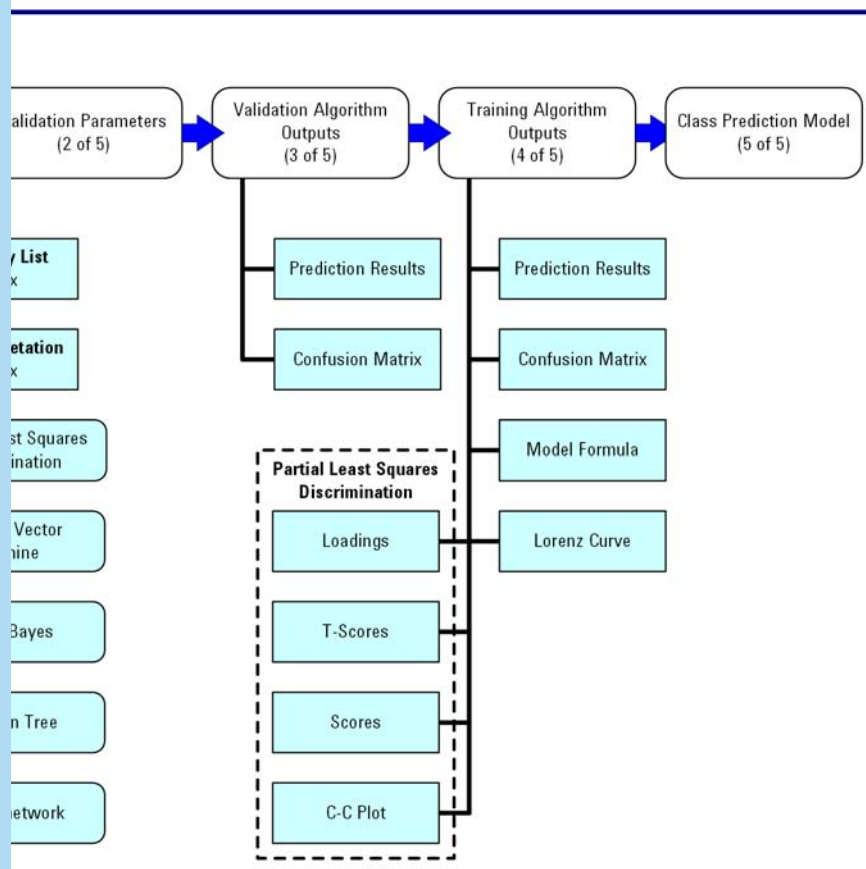 alidation Parameters
(2 of 5)
Validation Algorithm
Outputs
(3 of 5)
Training Algorithm
Outputs
(4 of 5)
Class Prediction Model
(5 of 5)
y List
x
etation
x
st Squares
ination
Vector
nine
Bayes
n Tree
network
Prediction Results
Confusion Matrix
Partial Least Squares
Discrimination
Loadings
T-Scores
Scores
C-C Plot
Prediction Results
Confusion Matrix
Model Formula
Lorenz Curve